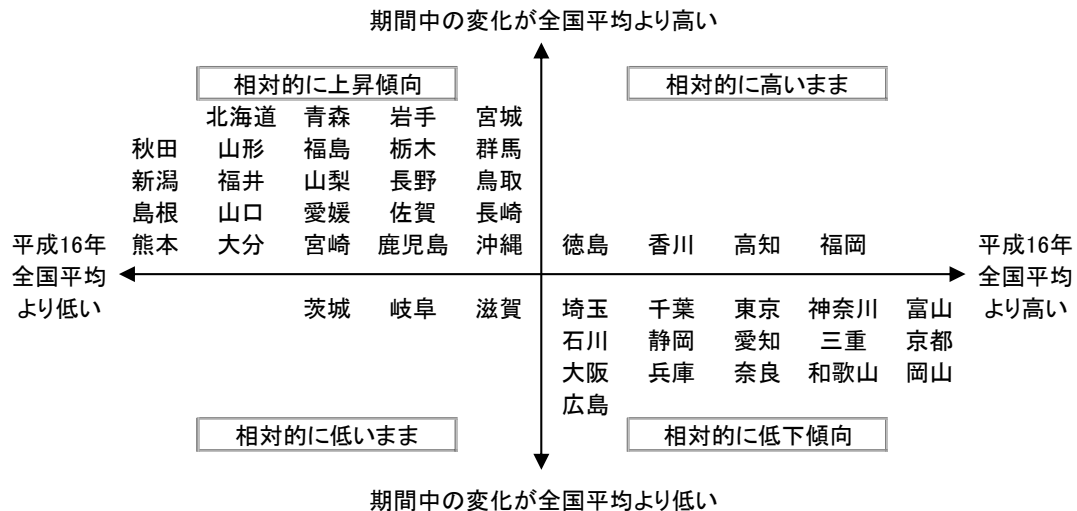 期間中の変化が全国平均より高い
相対的に上昇傾向 相対的に高いまま
北海道 青森 岩手 宮城
秋田 山形 福島 栃木 群馬
新潟 福井 山梨 長野 鳥取
島根 山口 愛媛 佐賀 長崎
平成16年 熊本 大分 宮崎 鹿児島 沖縄 徳島 香川 高知 福岡 平成16年
全国平均 全国平均
より低い 茨城 岐阜 滋賀 埼玉 千葉 東京 神奈川 富山 より高い
石川 静岡 愛知 三重 京都
大阪 兵庫 奈良 和歌山 岡山
広島
相対的に低いまま 相対的に低下傾向
期間中の変化が全国平均より低い